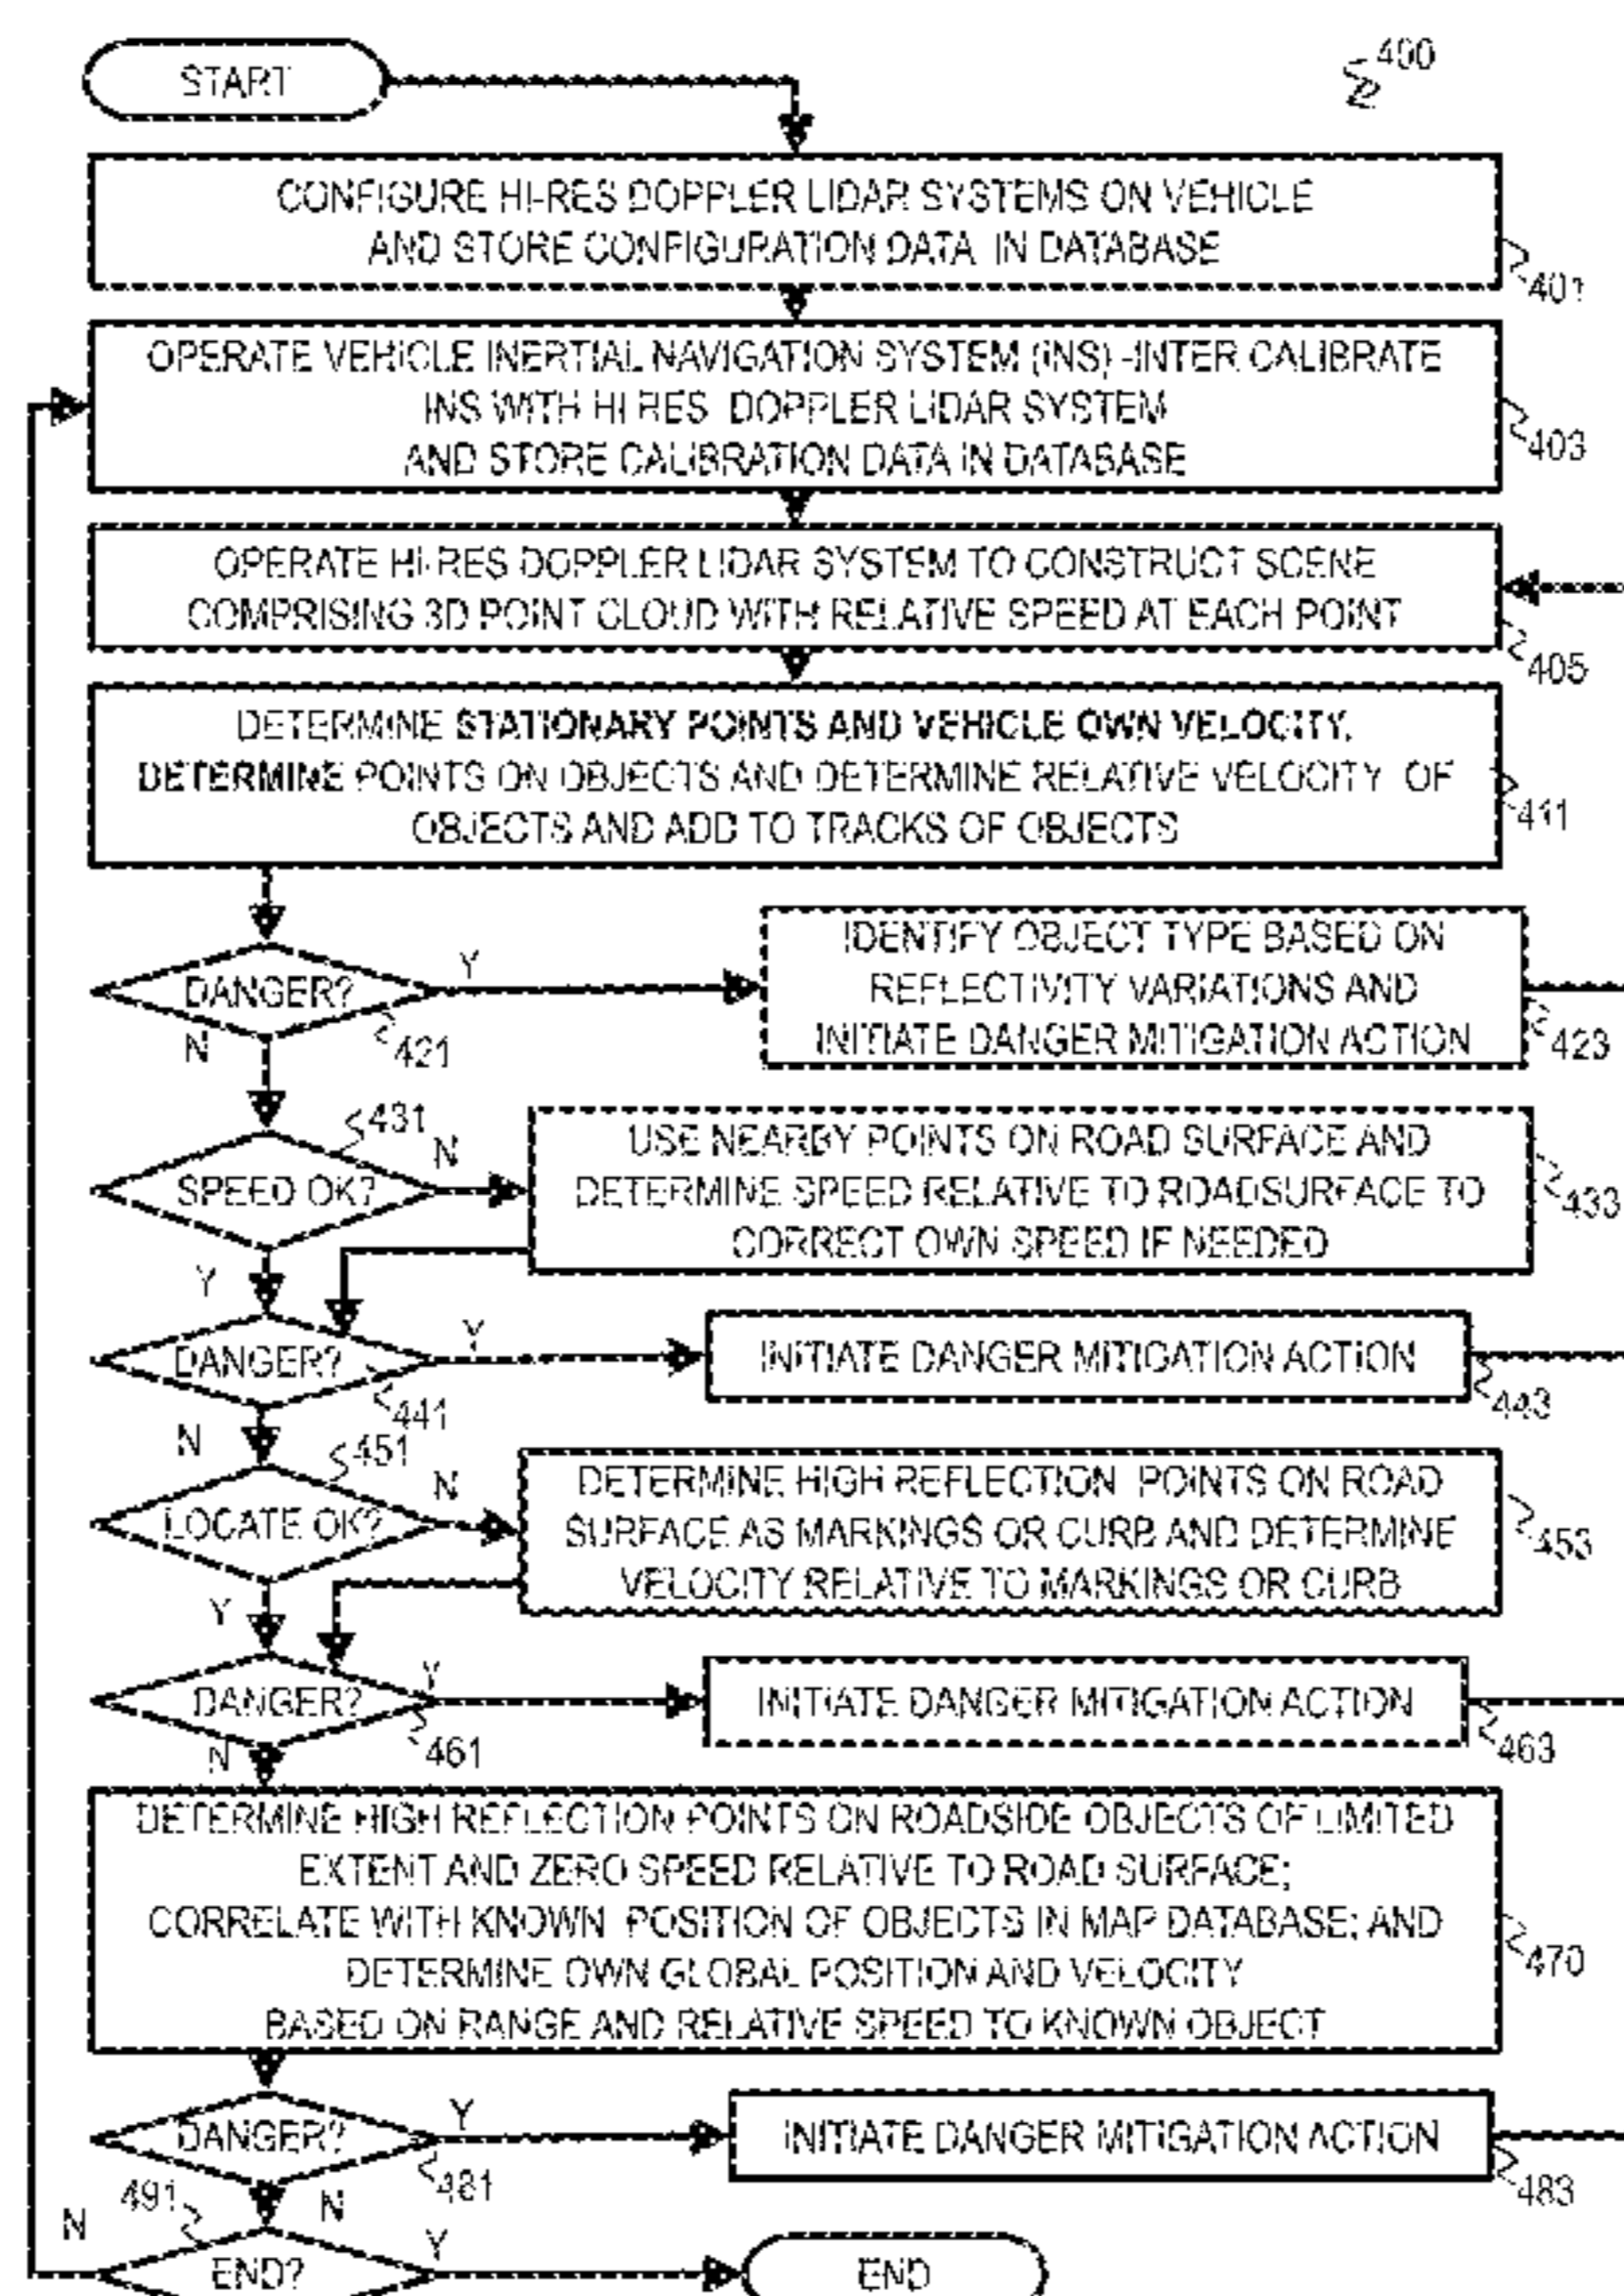 START
400
CONFIGURE HI-RES DOPPLER LIDAR SYSTEMS ON VEHICLE
AND STORE CONFIGURATION DATA IN DATABASE
401
OPERATE VEHICLE INERTIAL NAVIGATION SYSTEM (INS) -INTER CALIBRATE
INS WITH HI RES DOPPLER LIDAR SYSTEM
AND STORE CALIBRATION DATA IN DATABASE
403
OPERATE HI-RES DOPPLER LIDAR SYSTEM TO CONSTRUCT SCENE
COMPRISING 3D POINT CLOUD WITH RELATIVE SPEED AT EACH POINT
405
DETERMINE STATIONARY POINTS AND VEHICLE OWN VELOCITY.
DETERMINE POINTS ON OBJECTS AND DETERMINE RELATIVE VELOCITY OF
OBJECTS AND ADD TO TRACKS OF OBJECTS
411
DANGER?
Y
N
421
IDENTIFY OBJECT TYPE BASED ON
REFLECTIVITY VARIATIONS AND
INITIATE DANGER MITIGATION ACTION
423
431
SPEED OK?
N
Y
USE NEARBY POINTS ON ROAD SURFACE AND
DETERMINE SPEED RELATIVE TO ROADSURFACE TO
CORRECT OWN SPEED IF NEEDED
433
DANGER?
Y
N
441
INITIATE DANGER MITIGATION ACTION
443
451
LOCATE OK?
N
Y
DETERMINE HIGH REFLECTION POINTS ON ROAD
SURFACE AS MARKINGS OR CURB AND DETERMINE
VELOCITY RELATIVE TO MARKINGS OR CURB
453
DANGER?
Y
N
461
INITIATE DANGER MITIGATION ACTION
463
DETERMINE HIGH REFLECTION POINTS ON ROADSIDE OBJECTS OF LIMITED
EXTENT AND ZERO SPEED RELATIVE TO ROAD SURFACE;
CORRELATE WITH KNOWN POSITION OF OBJECTS IN MAP DATABASE; AND
DETERMINE OWN GLOBAL POSITION AND VELOCITY
BASED ON RANGE AND RELATIVE SPEED TO KNOWN OBJECT
470
DANGER?
Y
N
481
INITIATE DANGER MITIGATION ACTION
483
491
N
END?
Y
END